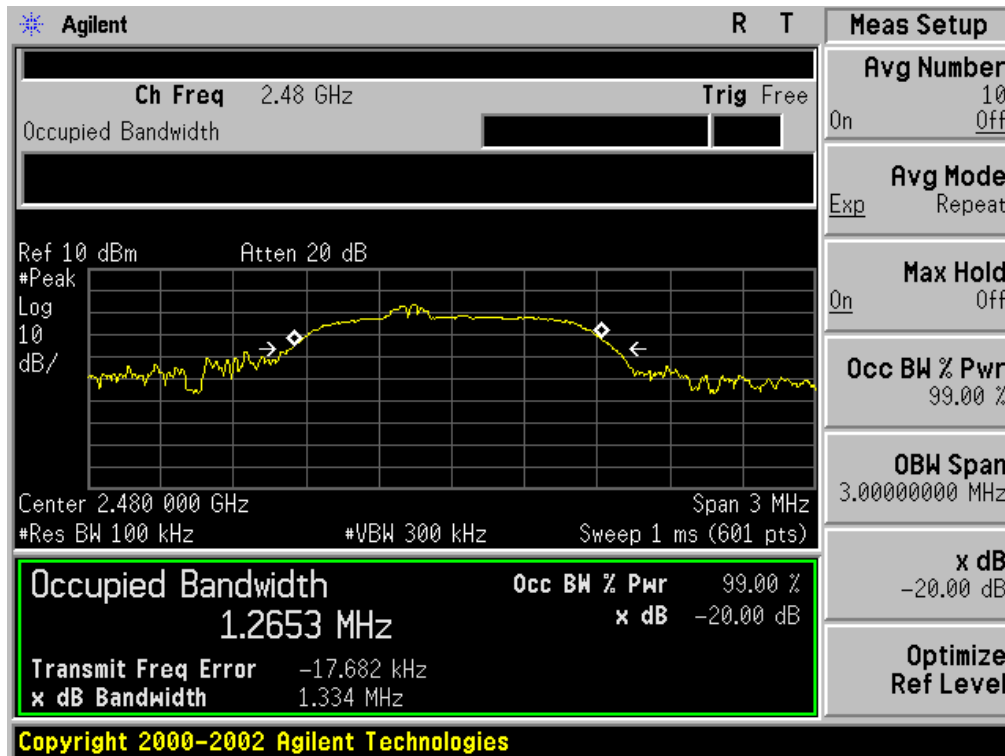 Agilent R T
Ch Freq 2.48 GHz Trig Free
Occupied Bandwidth
Ref 10 dBm Atten 20 dB
#Peak
Log
10
dB/
Center 2.480 000 GHz Span 3 MHz
#Res BW 100 kHz #VBW 300 kHz Sweep 1 ms (601 pts)
Occupied Bandwidth
1.2653 MHz
Occ BW % Pwr 99.00 %
x dB -20.00 dB
Transmit Freq Error -17.682 kHz
x dB Bandwidth 1.334 MHz
Copyright 2000-2002 Agilent Technologies
Meas Setup
Avg Number
10
On Off
Avg Mode
Exp Repeat
Max Hold
On Off
Occ BW % Pwr
99.00 %
OBW Span
3.00000000 MHz
x dB
-20.00 dB
Optimize
Ref Level